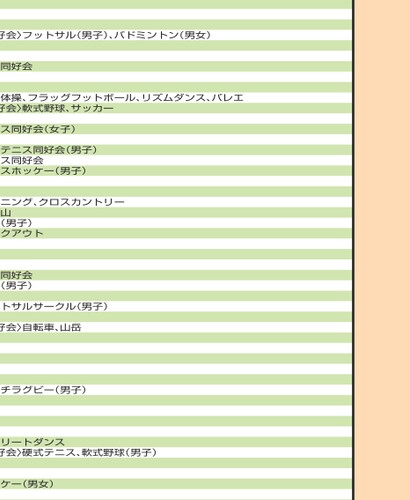 好会〉フットサル(男子)、バドミントン(男女)
同好会
体操、フラッグフットボール、リズムダンス、バレエ
好会〉軟式野球、サッカー
ス同好会(女子)
テニス同好会(男子)
ス同好会
スホッケー(男子)
ニング、クロスカントリー
山
(男子)
クアウト
同好会
(男子)
トサルサークル(男子)
好会〉自転車、山岳
チラグビー(男子)
リートダンス
好会〉硬式テニス、軟式野球(男子)
ケー(男女)